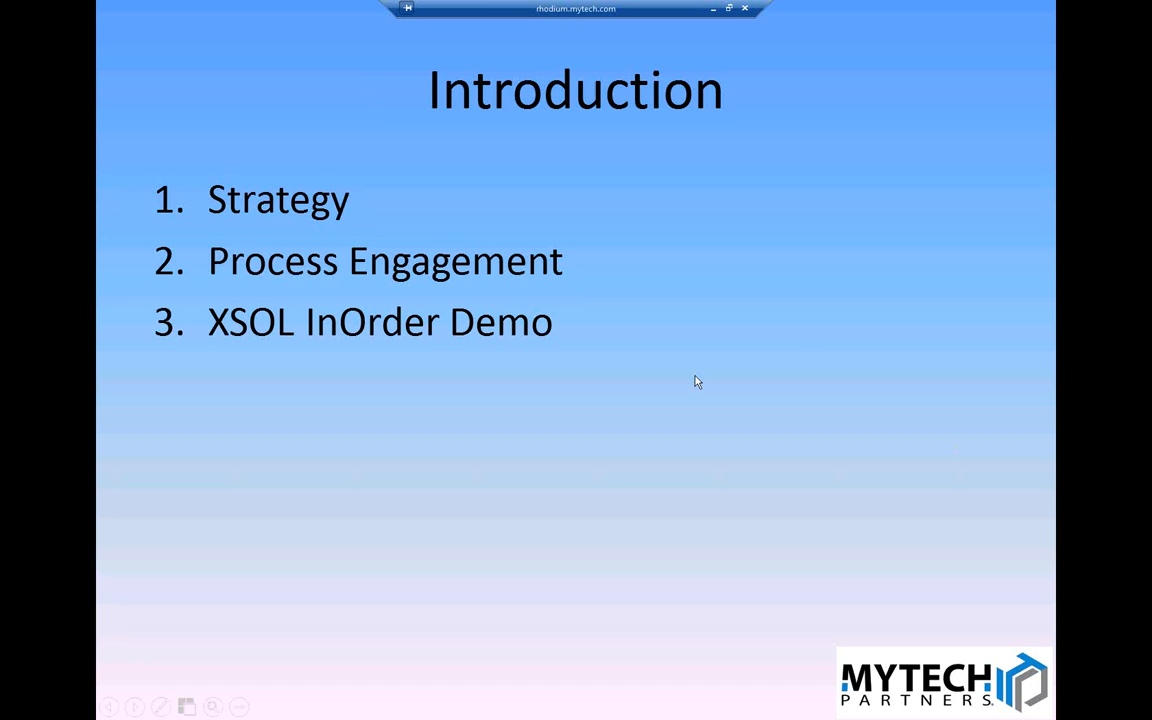 rhodium.mytech.com
Introduction
1. Strategy
2. Process Engagement
3. XSOL InOrder Demo
MYTECH
PARTNERS